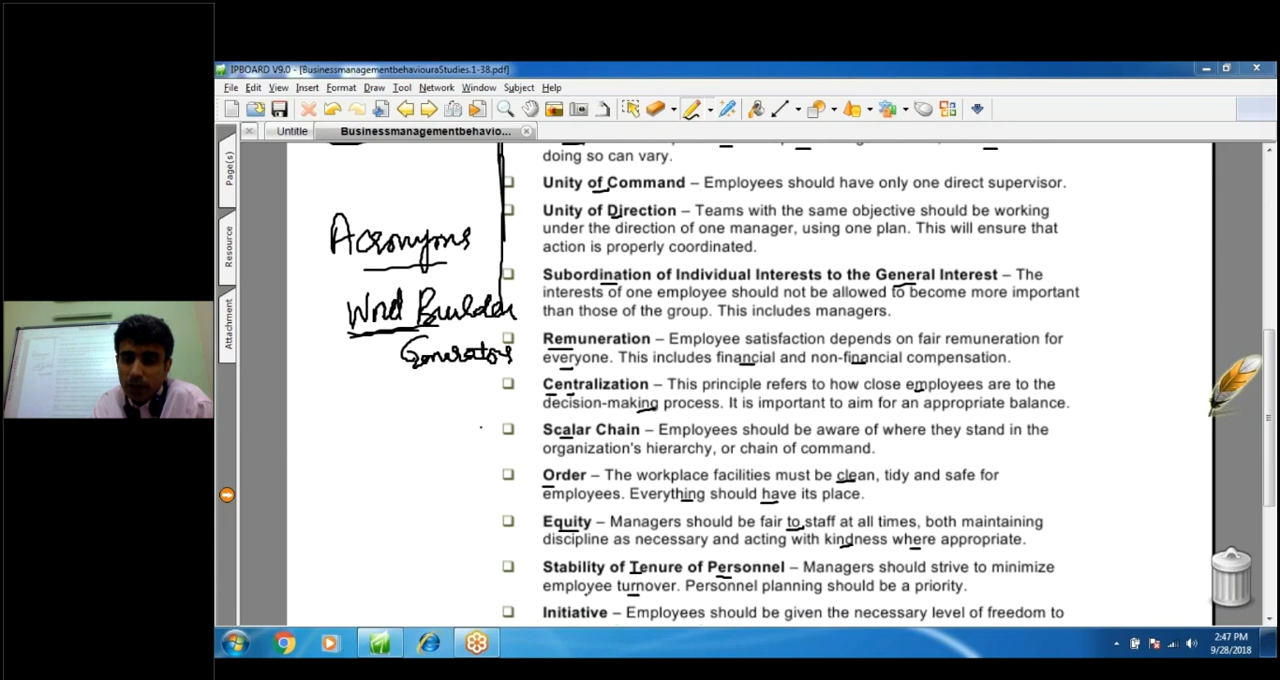 IPBOARD V9.0 - [BusinessmanagementbehaviouraStudies.1-38.pdf]
File Edit View Insert Format Draw Tool Network Window Subject Help
Untitle
Businessmanagementbehavio...
Page(s)
Resource
Attachment
doing so can vary.
Unity of Command – Employees should have only one direct supervisor.
Unity of Direction – Teams with the same objective should be working
under the direction of one manager, using one plan. This will ensure that
action is properly coordinated.
Subordination of Individual Interests to the General Interest – The
interests of one employee should not be allowed to become more important
than those of the group. This includes managers.
Remuneration – Employee satisfaction depends on fair remuneration for
everyone. This includes financial and non-financial compensation.
Centralization – This principle refers to how close employees are to the
decision-making process. It is important to aim for an appropriate balance.
Scalar Chain – Employees should be aware of where they stand in the
organization's hierarchy, or chain of command.
Order – The workplace facilities must be clean, tidy and safe for
employees. Everything should have its place.
Equity – Managers should be fair to staff at all times, both maintaining
discipline as necessary and acting with kindness where appropriate.
Stability of Tenure of Personnel – Managers should strive to minimize
employee turnover. Personnel planning should be a priority.
Initiative – Employees should be given the necessary level of freedom to
Acronyms
Word Builder
Generators
2:47 PM
9/28/2018